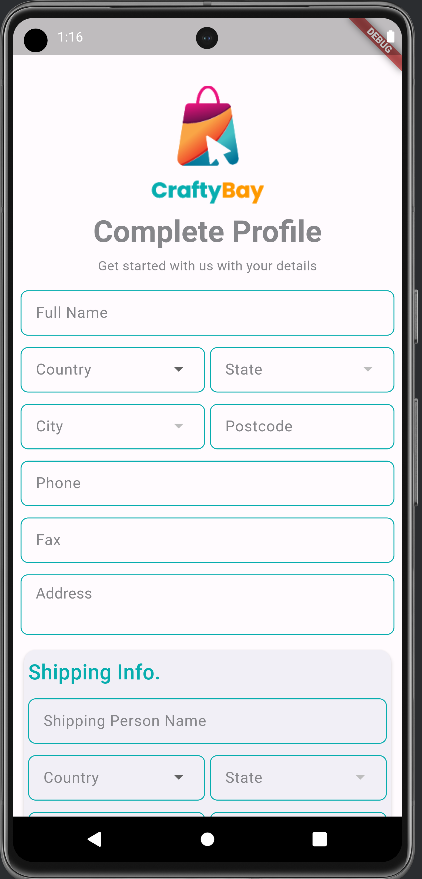 1:16
DEBUG
CraftyBay
Complete Profile
Get started with us with your details
Full Name
Country State
City Postcode
Phone
Fax
Address
Shipping Info.
Shipping Person Name
Country State